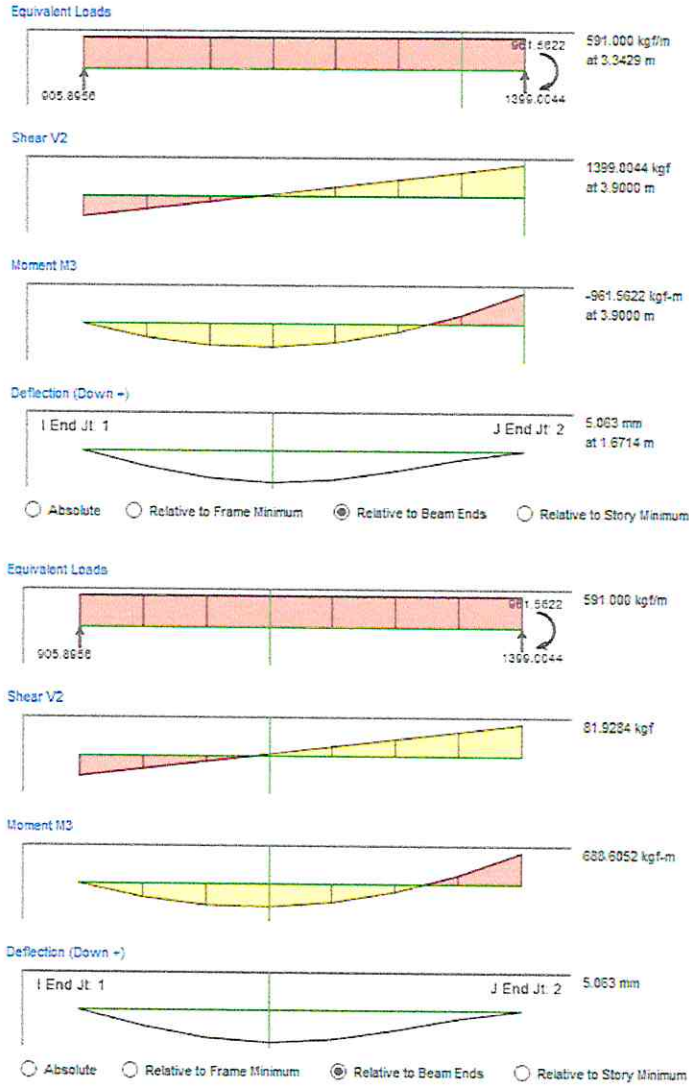 Equivalent Loads
961.5622
591.000 kgf/m
at 3.3429 m
905.8956
1399.0044
Shear V2
1399.0044 kgf
at 3.9000 m
Moment M3
-961.5622 kgf-m
at 3.9000 m
Deflection (Down +)
I End Jt: 1
J End Jt: 2
5.063 mm
at 1.6714 m
Absolute Relative to Frame Minimum Relative to Beam Ends Relative to Story Minimum
Equivalent Loads
961.5622
591.000 kgf/m
905.8956
1399.0044
Shear V2
81.9284 kgf
Moment M3
688.6052 kgf-m
Deflection (Down +)
I End Jt: 1
J End Jt: 2
5.063 mm
Absolute Relative to Frame Minimum Relative to Beam Ends Relative to Story Minimum